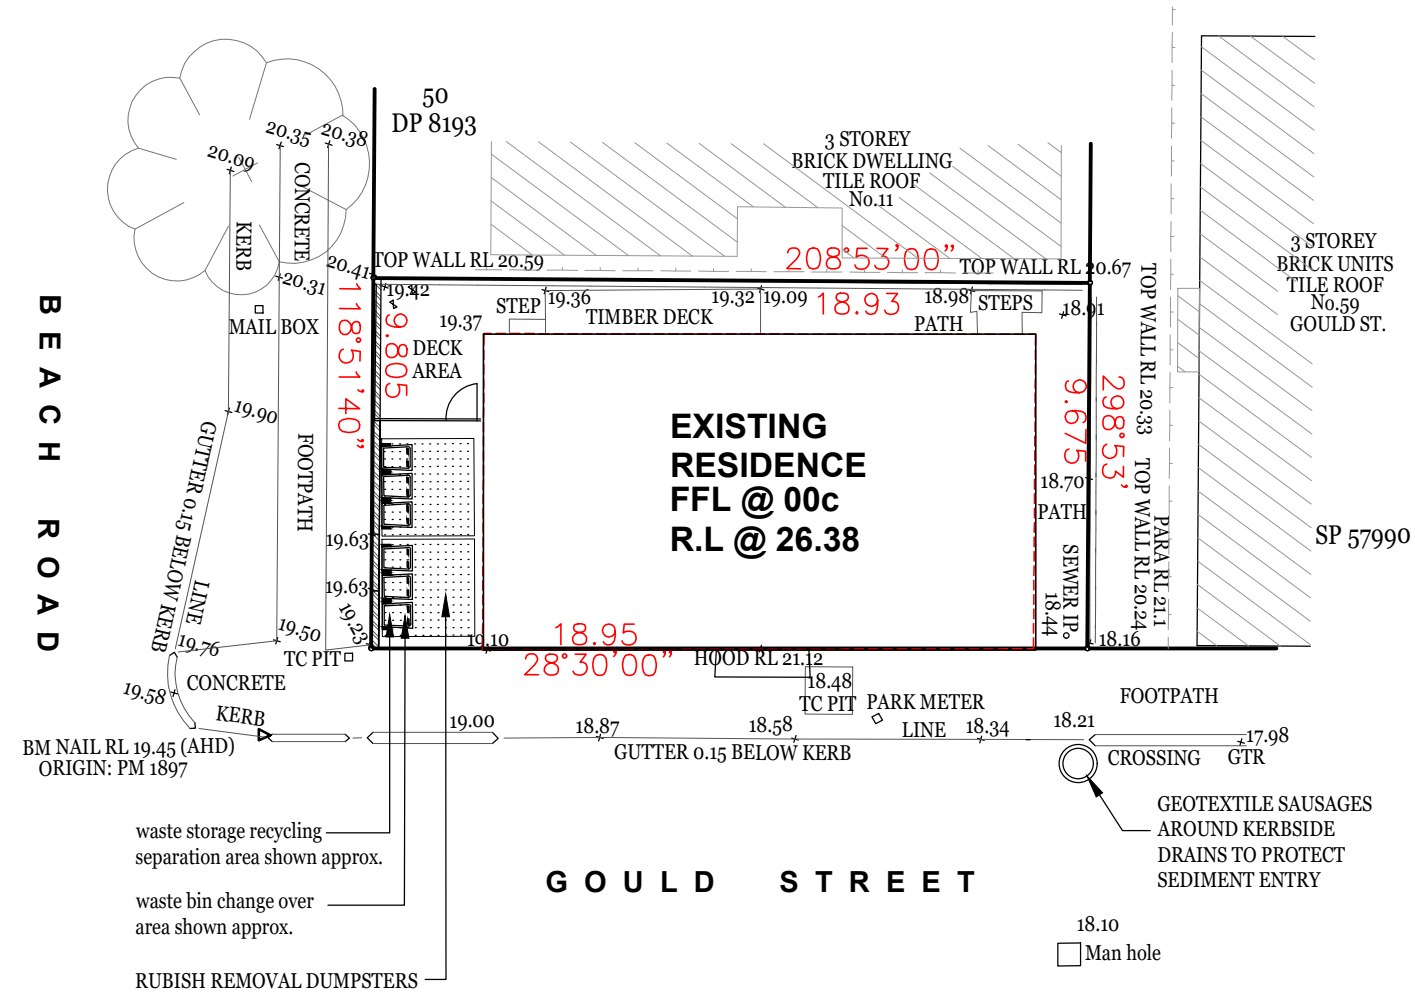 50
DP 8193
20.35
20.38
20.09
CONCRETE
KERB
3 STOREY
BRICK DWELLING
TILE ROOF
No.11
3 STOREY
BRICK UNITS
TILE ROOF
No.59
GOULD ST.
20.41
TOP WALL RL 20.59
208°53'00"
TOP WALL RL 20.67
20.31
19.42
STEP
19.36
TIMBER DECK
19.32
19.09
18.93
18.98
STEPS
PATH
18.91
MAIL BOX
19.37
DECK
AREA
118°51'40"
9.805
BEACH ROAD
19.90
GUTTER 0.15 BELOW KERB
LINE
FOOTPATH
EXISTING
RESIDENCE
FFL @ 00c
R.L @ 26.38
9.675
298°53'
TOP WALL RL 20.33
TOP WALL RL 20.24
PARA RL 21.1
18.70
PATH
SEWER IP.
18.44
SP 57990
19.63
19.63
19.23
19.76
19.50
TC PIT
19.10
18.95
28°30'00"
HOOD RL 21.12
18.16
19.58
CONCRETE
KERB
18.48
TC PIT
PARK METER
FOOTPATH
BM NAIL RL 19.45 (AHD)
ORIGIN: PM 1897
19.00
18.87
18.58
LINE
18.34
18.21
17.98
GUTTER 0.15 BELOW KERB
CROSSING
GTR
GEOTEXTILE SAUSAGES
AROUND KERBSIDE
DRAINS TO PROTECT
SEDIMENT ENTRY
waste storage recycling
separation area shown approx.
waste bin change over
area shown approx.
RUBISH REMOVAL DUMPSTERS
GOULD STREET
18.10
Man hole